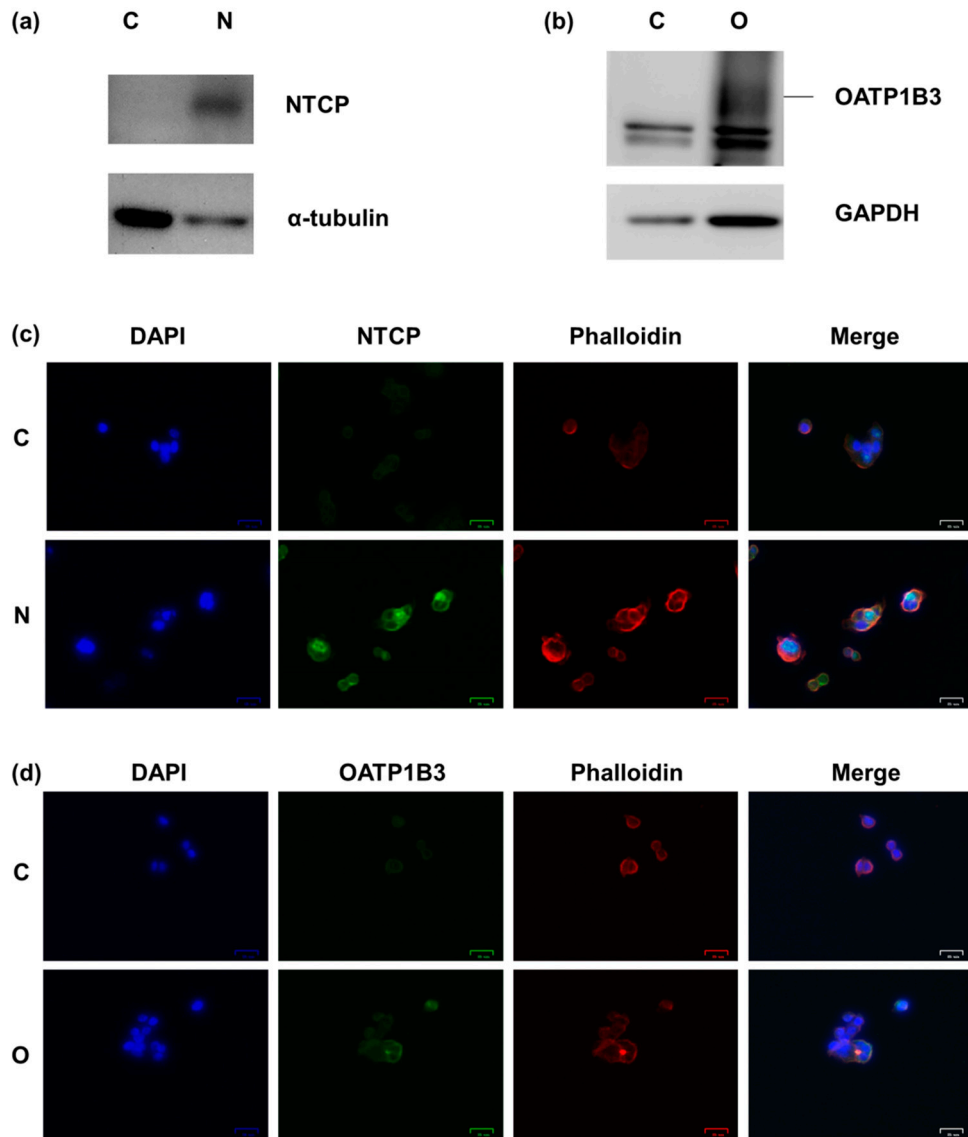 (a) C N
NTCP
α-tubulin
(b) C O
OATP1B3
GAPDH
(c) DAPI NTCP Phalloidin Merge
C
N
(d) DAPI OATP1B3 Phalloidin Merge
C
O